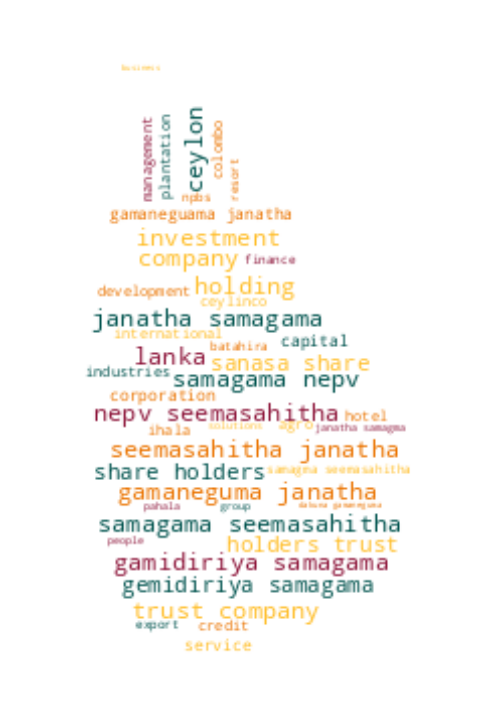 business
management
plantation
ceylon
colombo
resort
npbs
gamaneguama janatha
investment
company finance
development holding
ceylinco
janatha samagama
international
batahira capital
lanka sanasa share
industries samagama nepv
corporation
nepv seemasahitha hotel
ihala solutions agro janatha samagma
seemasahitha janatha
share holders samagma seemasahitha
gamaneguma janatha
pahala group dakuna gamaneguma
samagama seemasahitha
people holders trust
gamidiriya samagama
gemidiriya samagama
trust company
export credit
service